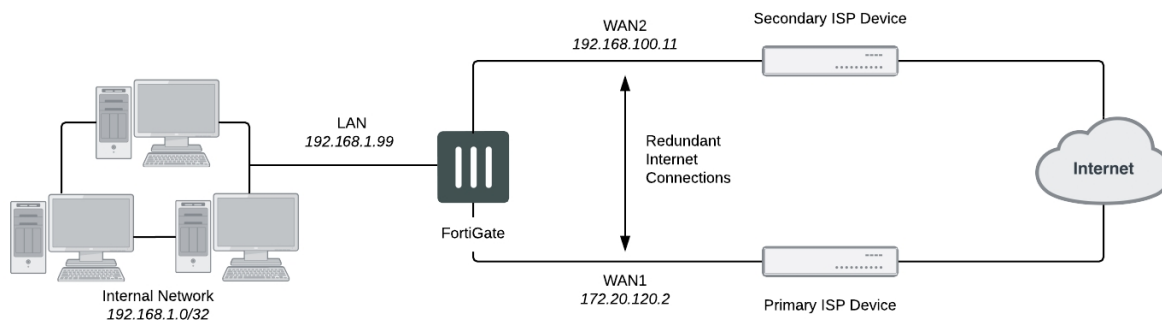 Secondary ISP Device
WAN2
192.168.100.11
LAN
192.168.1.99
Redundant
Internet
Connections
Internet
FortiGate
WAN1
172.20.120.2
Internal Network
192.168.1.0/32
Primary ISP Device